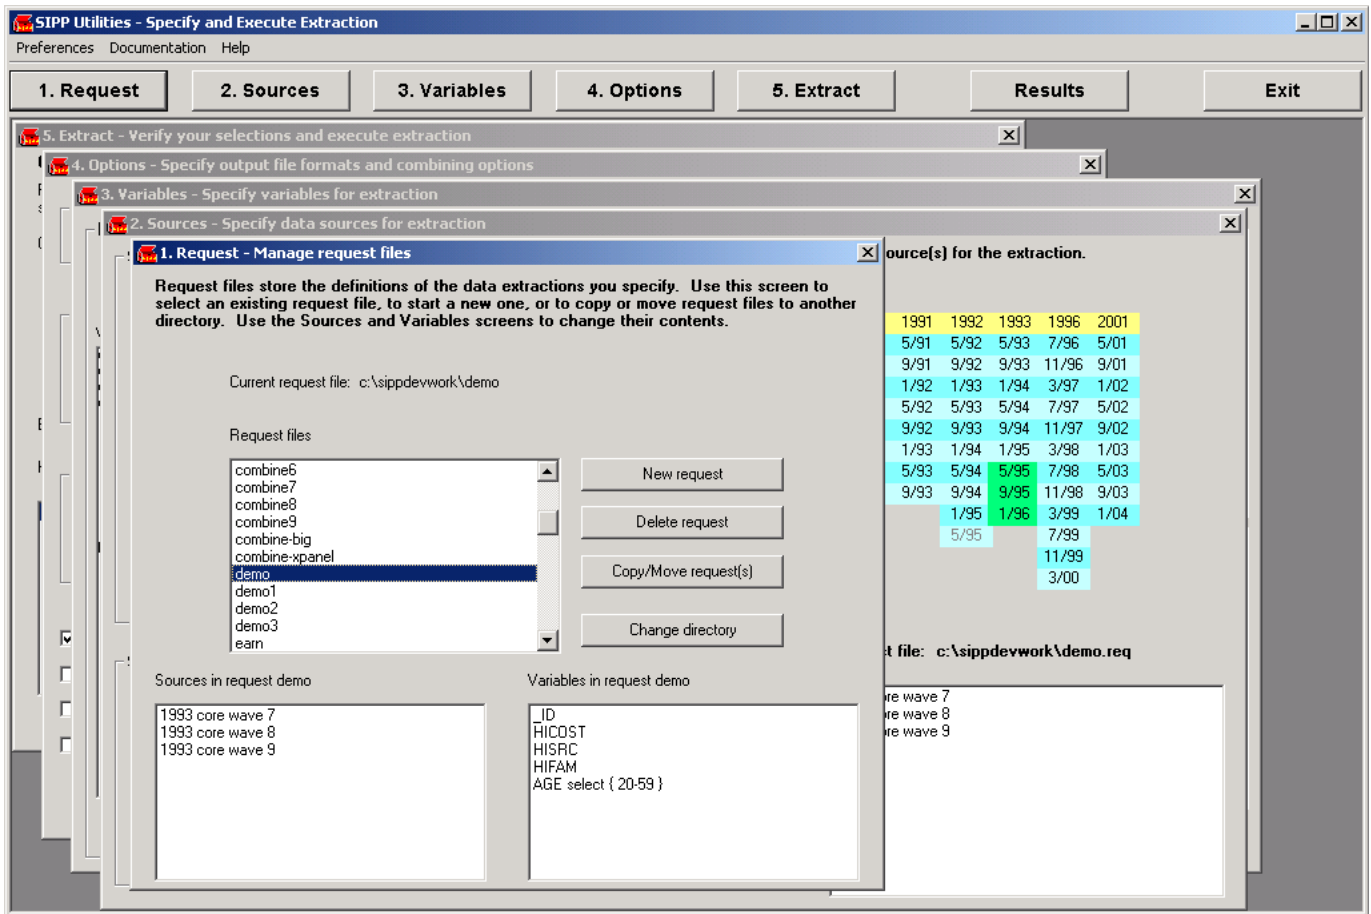 SIPP Utilities - Specify and Execute Extraction
Preferences Documentation Help
1. Request 2. Sources 3. Variables 4. Options 5. Extract Results Exit
5. Extract - Verify your selections and execute extraction
4. Options - Specify output file formats and combining options
3. Variables - Specify variables for extraction
2. Sources - Specify data sources for extraction
1. Request - Manage request files
Request files store the definitions of the data extractions you specify. Use this screen to
select an existing request file, to start a new one, or to copy or move request files to another
directory. Use the Sources and Variables screens to change their contents.
Current request file: c:\sippdevwork\demo
Request files
combine6
combine7
combine8
combine9
combine-big
combine-xpanel
demo
demo1
demo2
demo3
earn
New request
Delete request
Copy/Move request(s)
Change directory
Sources in request demo
1993 core wave 7
1993 core wave 8
1993 core wave 9
Variables in request demo
_ID
HICOST
HISRC
HIFAM
AGE select { 20-59 }
ource(s) for the extraction.
1991 1992 1993 1996 2001
5/91 5/92 5/93 7/96 5/01
9/91 9/92 9/93 11/96 9/01
1/92 1/93 1/94 3/97 1/02
5/92 5/93 5/94 7/97 5/02
9/92 9/93 9/94 11/97 9/02
1/93 1/94 1/95 3/98 1/03
5/93 5/94 5/95 7/98 5/03
9/93 9/94 9/95 11/98 9/03
1/95 1/96 3/99 1/04
5/95 7/99
11/99
3/00
t file: c:\sippdevwork\demo.req
re wave 7
re wave 8
re wave 9